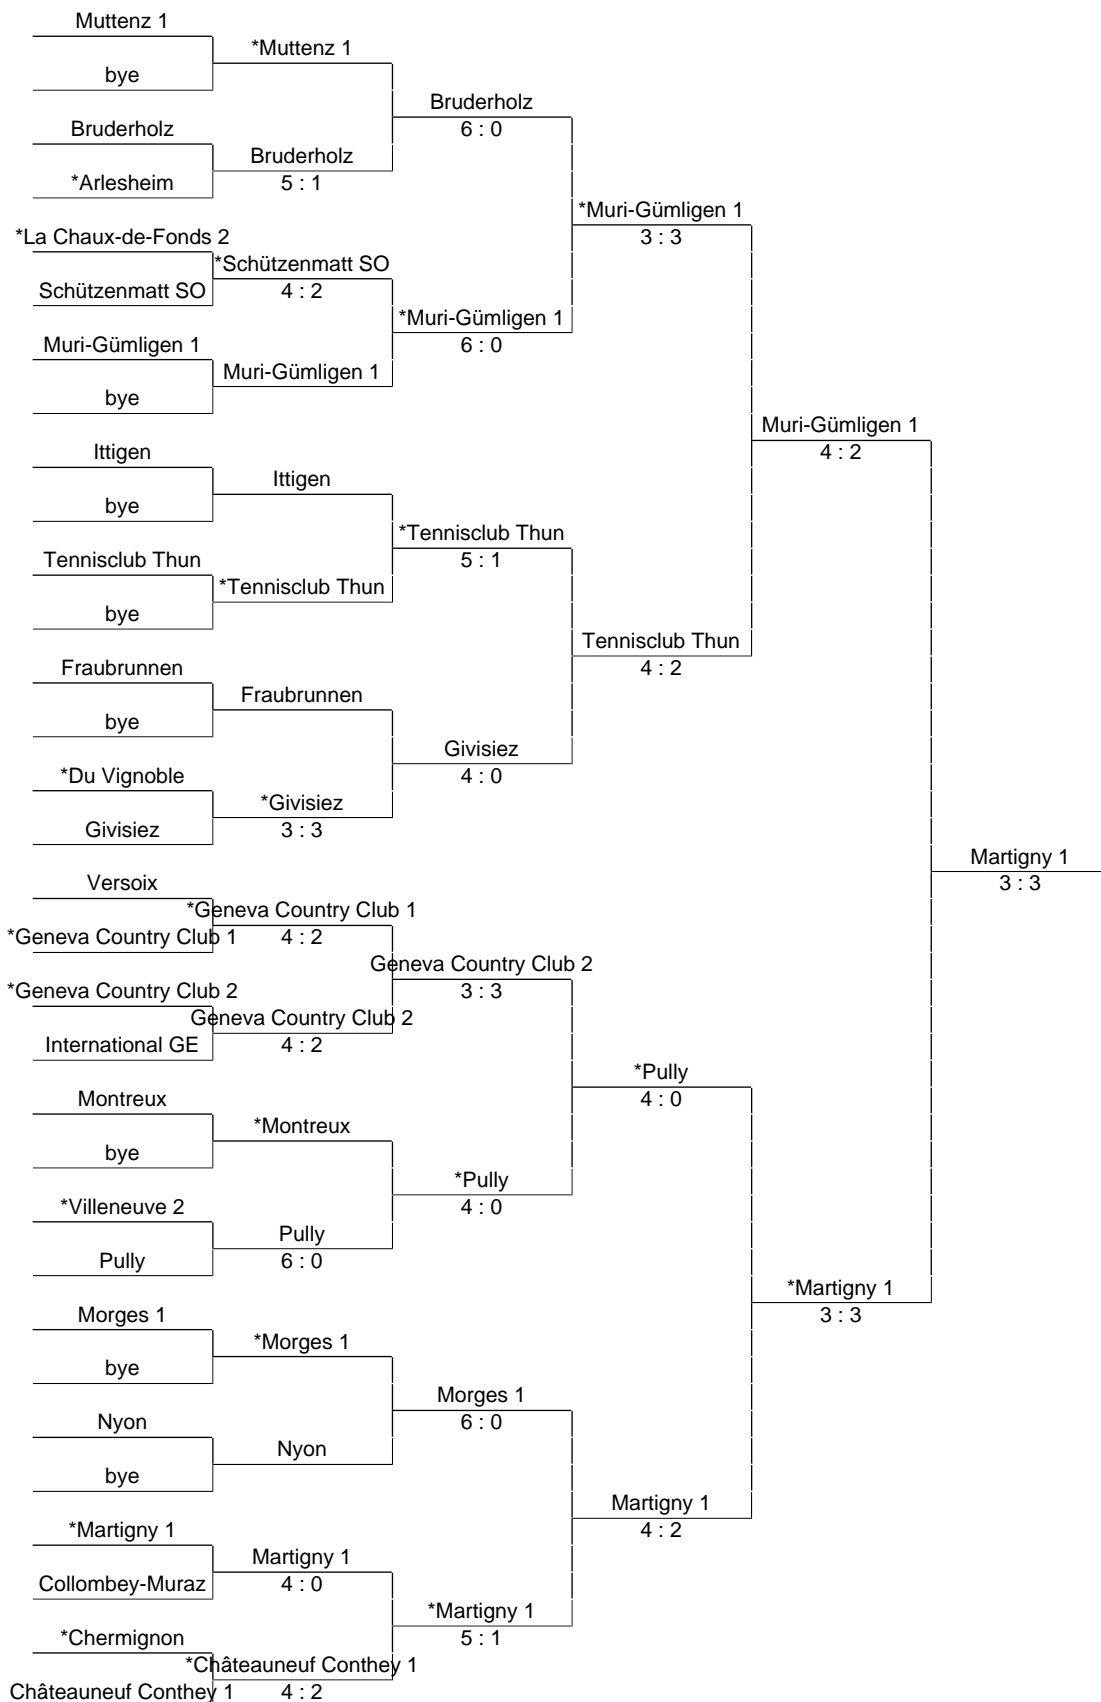 Muttenz 1
*Muttenz 1
bye
Bruderholz
6 : 0
Bruderholz
Bruderholz
5 : 1
*Arlesheim
*Muri-Gümligen 1
3 : 3
*La Chaux-de-Fonds 2
*Schützenmatt SO
4 : 2
Schützenmatt SO
*Muri-Gümligen 1
6 : 0
Muri-Gümligen 1
Muri-Gümligen 1
bye
Muri-Gümligen 1
4 : 2
Ittigen
Ittigen
bye
*Tennisclub Thun
5 : 1
Tennisclub Thun
*Tennisclub Thun
bye
Tennisclub Thun
4 : 2
Fraubrunnen
Fraubrunnen
bye
Givisiez
4 : 0
*Du Vignoble
*Givisiez
3 : 3
Givisiez
Martigny 1
3 : 3
Versoix
*Geneva Country Club 1
4 : 2
*Geneva Country Club 1
Geneva Country Club 2
3 : 3
*Geneva Country Club 2
Geneva Country Club 2
4 : 2
International GE
*Pully
4 : 0
Montreux
*Montreux
bye
*Pully
4 : 0
*Villeneuve 2
Pully
6 : 0
Pully
*Martigny 1
3 : 3
Morges 1
*Morges 1
bye
Morges 1
6 : 0
Nyon
Nyon
bye
Martigny 1
4 : 2
*Martigny 1
Martigny 1
4 : 0
Collombey-Muraz
*Martigny 1
5 : 1
*Chermignon
*Châteauneuf Conthey 1
4 : 2
Châteauneuf Conthey 1